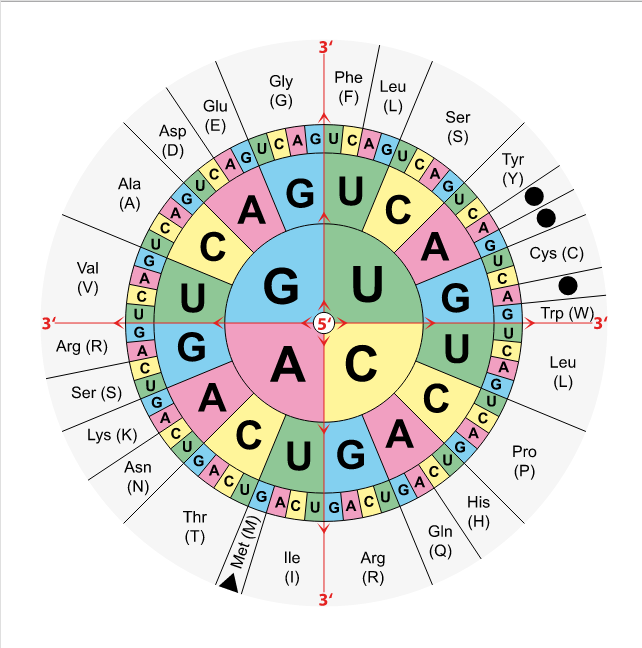 3‘
Phe
(F)
Leu
(L)
Ser
(S)
Tyr
(Y)
Cys (C)
Trp (W)
3‘
Leu
(L)
Pro
(P)
His
(H)
Gln
(Q)
Arg
(R)
3‘
Ile
(I)
Met (M)
Thr
(T)
Asn
(N)
Lys (K)
Ser (S)
Arg (R)
3‘
Val
(V)
Ala
(A)
Asp
(D)
Glu
(E)
Gly
(G)
U C A G U C A G U C A G U C A G
U C A G U C A G U C A G U C A G
U C A G U C A G U C A G U C A G
U C A G U C A G U C A G U C A G
U C A G
U C A G
U C A G
U C A G
G U
5‘
A C